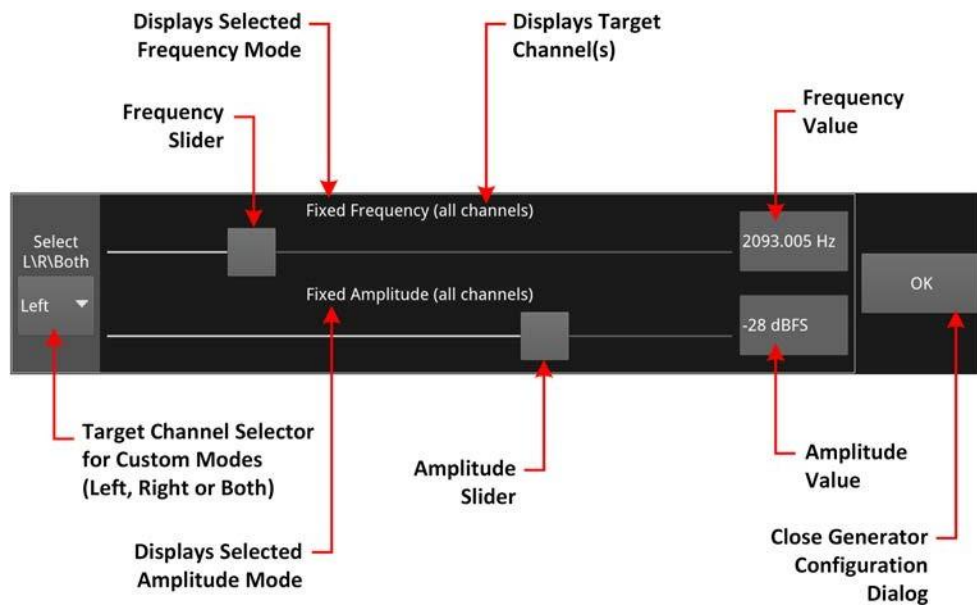 Displays Selected
Frequency Mode
Displays Target
Channel(s)
Frequency
Slider
Frequency
Value
Fixed Frequency (all channels)
Select
L\R\Both
2093.005 Hz
OK
Left
Fixed Amplitude (all channels)
-28 dBFS
Target Channel Selector
for Custom Modes
(Left, Right or Both)
Amplitude
Slider
Amplitude
Value
Displays Selected
Amplitude Mode
Close Generator
Configuration
Dialog